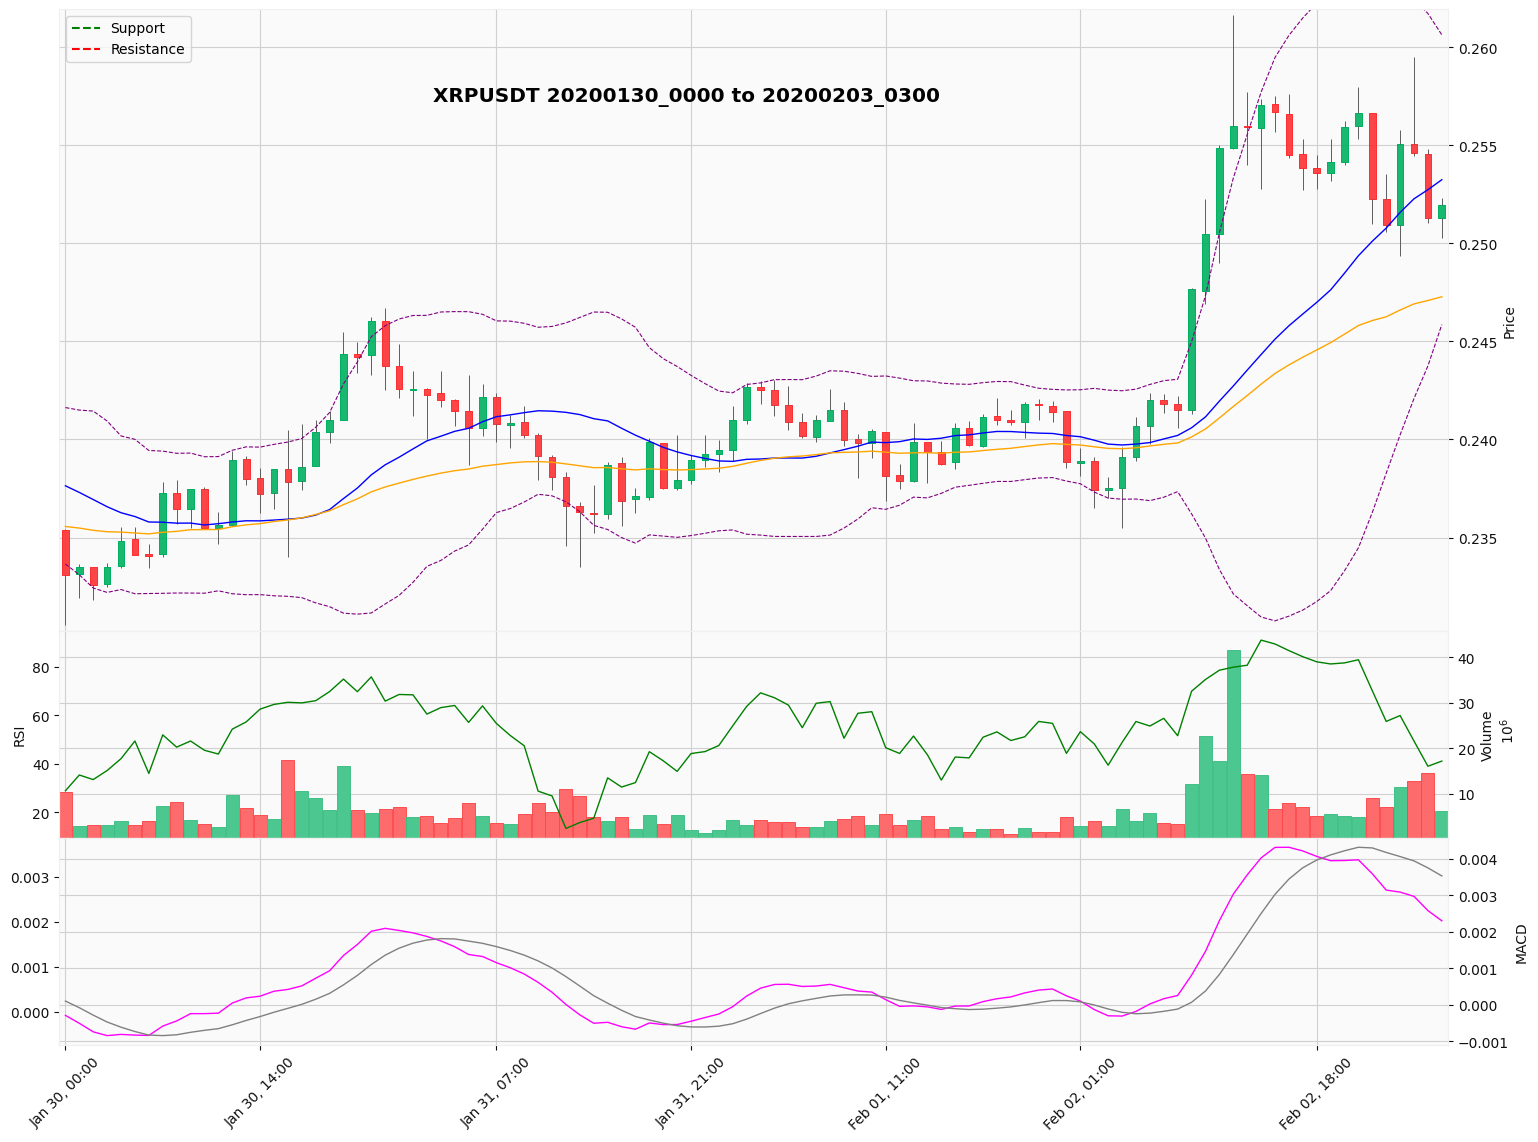 Support
Resistance
XRPUSDT 20200130_0000 to 20200203_0300
0.260
0.255
0.250
0.245
0.240
0.235
Price
80
60
40
20
RSI
40
30
20
10
Volume
10^6
0.003
0.002
0.001
0.000
0.004
0.003
0.002
0.001
0.000
−0.001
MACD
Jan 30, 00:00
Jan 30, 14:00
Jan 31, 07:00
Jan 31, 21:00
Feb 01, 11:00
Feb 02, 01:00
Feb 02, 18:00